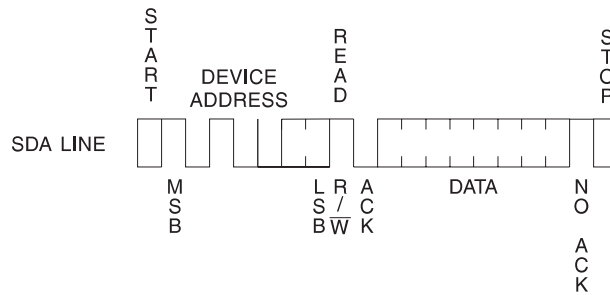 START
DEVICE
ADDRESS
READ
STOP
SDA LINE
MSB
LSB
R/W
ACK
DATA
NO ACK